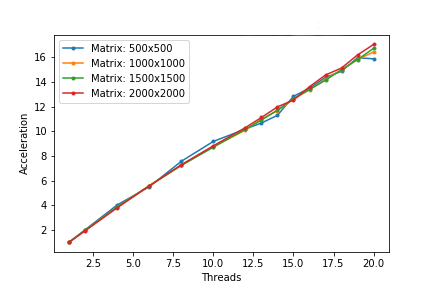 Matrix: 500x500
Matrix: 1000x1000
Matrix: 1500x1500
Matrix: 2000x2000
Acceleration
16
14
12
10
8
6
4
2
2.5 5.0 7.5 10.0 12.5 15.0 17.5 20.0
Threads